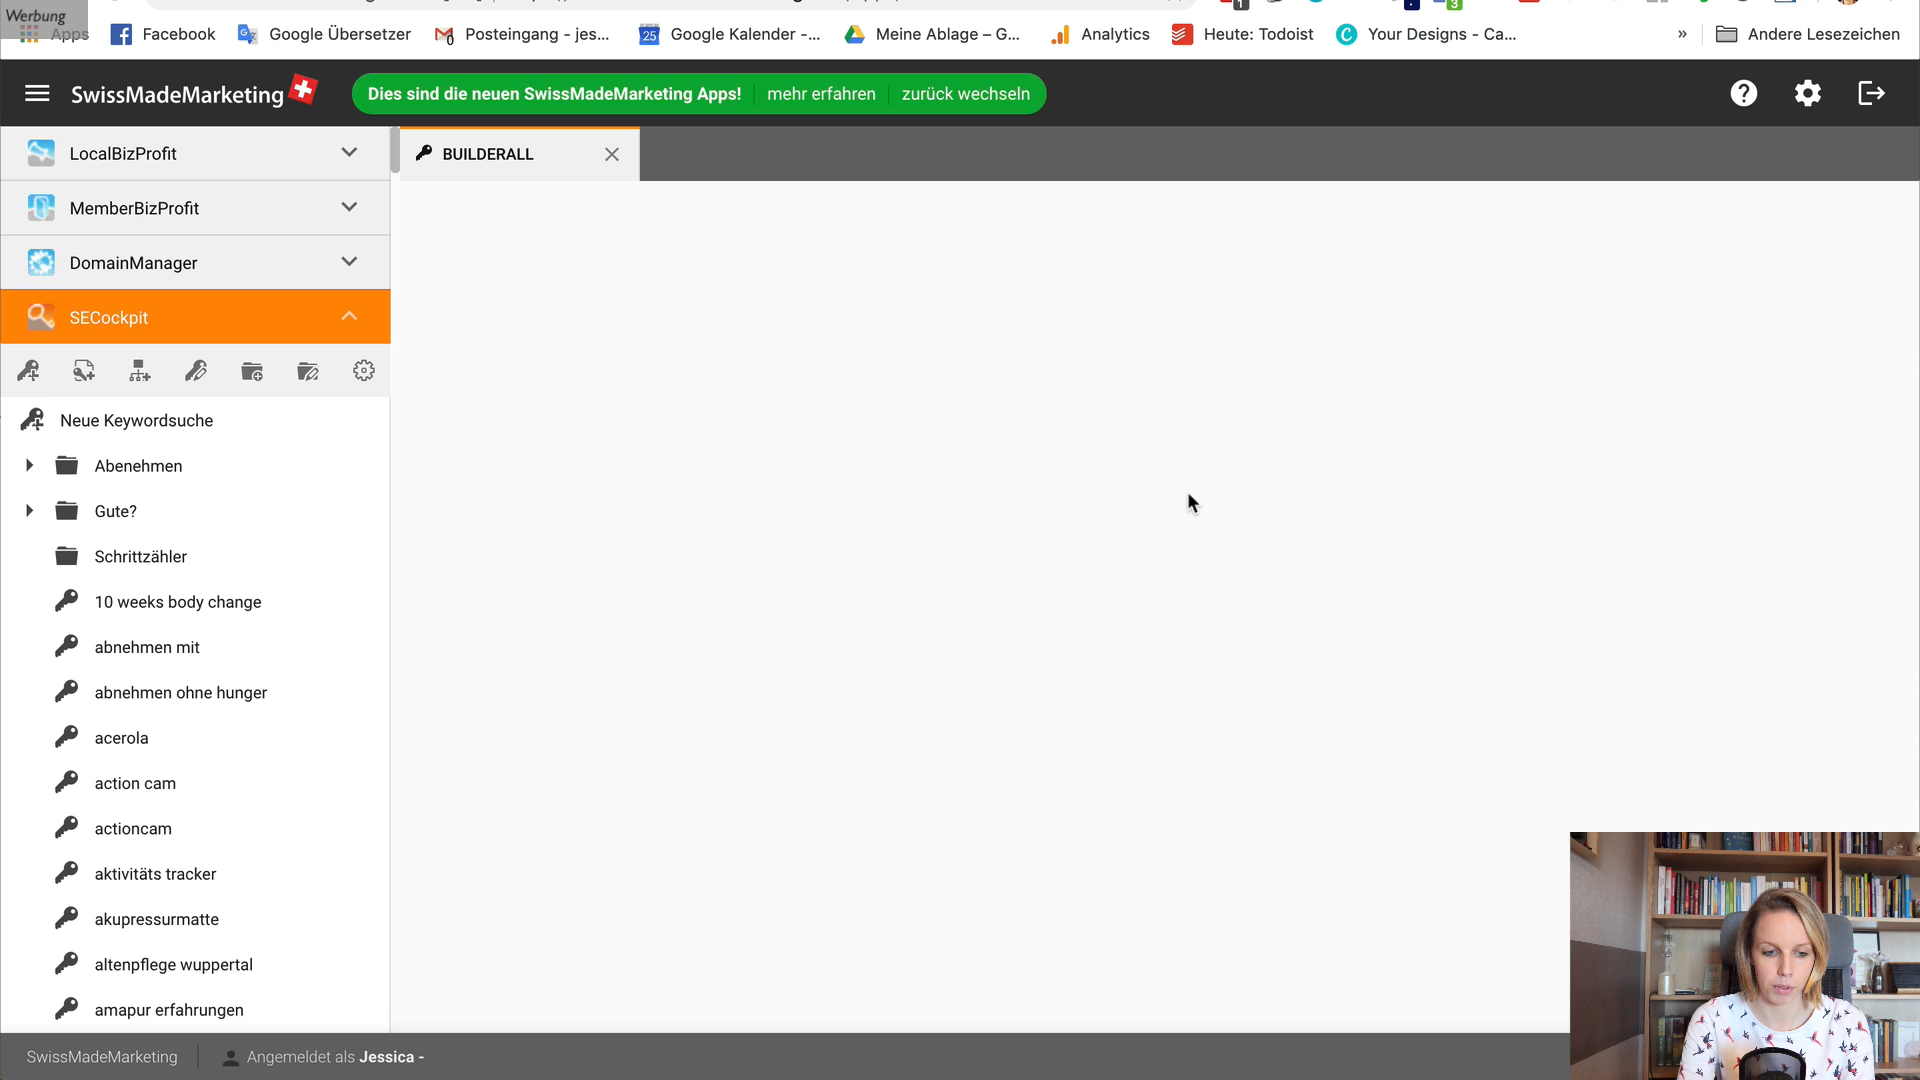 Werbung
Apps
Facebook
Google Übersetzer
Posteingang - jes...
25
Google Kalender -...
Meine Ablage – G...
Analytics
Heute: Todoist
Your Designs - Ca...
»
Andere Lesezeichen
1
3
SwissMadeMarketing
Dies sind die neuen SwissMadeMarketing Apps! mehr erfahren zurück wechseln
LocalBizProfit
BUILDERALL
MemberBizProfit
DomainManager
SECockpit
Neue Keywordsuche
Abenehmen
Gute?
Schrittzähler
10 weeks body change
abnehmen mit
abnehmen ohne hunger
acerola
action cam
actioncam
aktivitäts tracker
akupressurmatte
altenpflege wuppertal
amapur erfahrungen
SwissMadeMarketing
Angemeldet als Jessica -